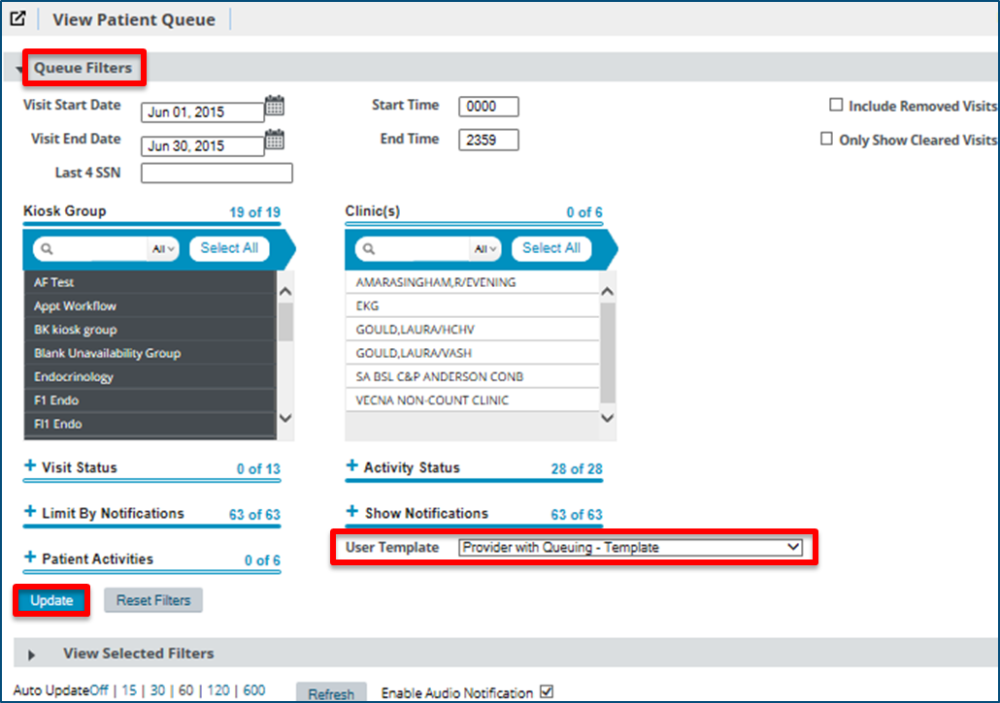 View Patient Queue
Queue Filters
Visit Start Date Jun 01, 2015 Start Time 0000 Include Removed Visits
Visit End Date Jun 30, 2015 End Time 2359 Only Show Cleared Visits
Last 4 SSN
Kiosk Group 19 of 19 Clinic(s) 0 of 6
All Select All All Select All
AF Test AMARASINGHAM,R/EVENING
Appt Workflow EKG
BK kiosk group GOULD,LAURA/HCHV
Blank Unavailability Group GOULD,LAURA/VASH
Endocrinology SA BSL C&P ANDERSON CONB
F1 Endo VECNA NON-COUNT CLINIC
FI1 Endo
+ Visit Status 0 of 13 + Activity Status 28 of 28
+ Limit By Notifications 63 of 63 + Show Notifications 63 of 63
+ Patient Activities 0 of 6 User Template Provider with Queuing - Template
Update Reset Filters
View Selected Filters
Auto UpdateOff | 15 | 30 | 60 | 120 | 600 Refresh Enable Audio Notification